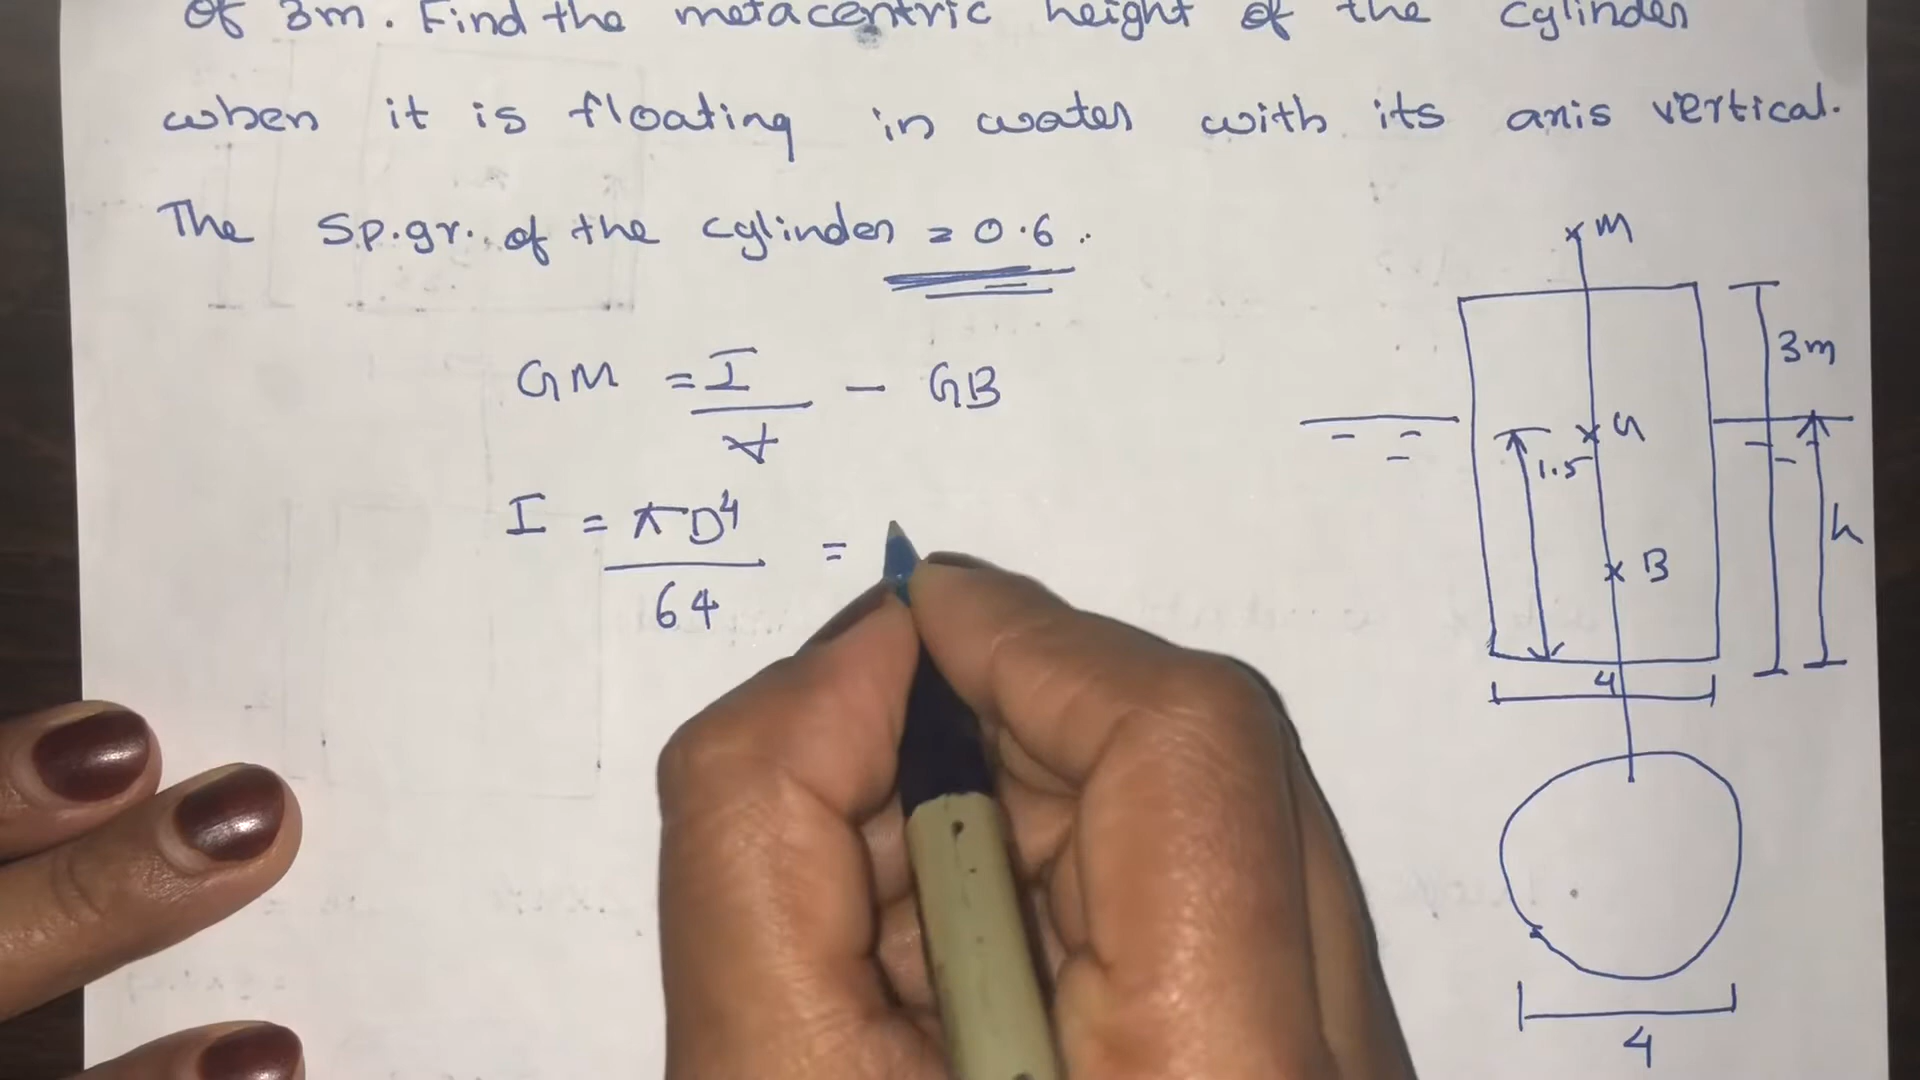 of 3m. Find the metacentric height of the cylinder
when it is floating in water with its axis vertical.
The Sp.gr. of the cylinder = 0.6.
GM = I/∀ - GB
I = πD⁴/64 =
M
3m
G
1.5
h
B
4
4